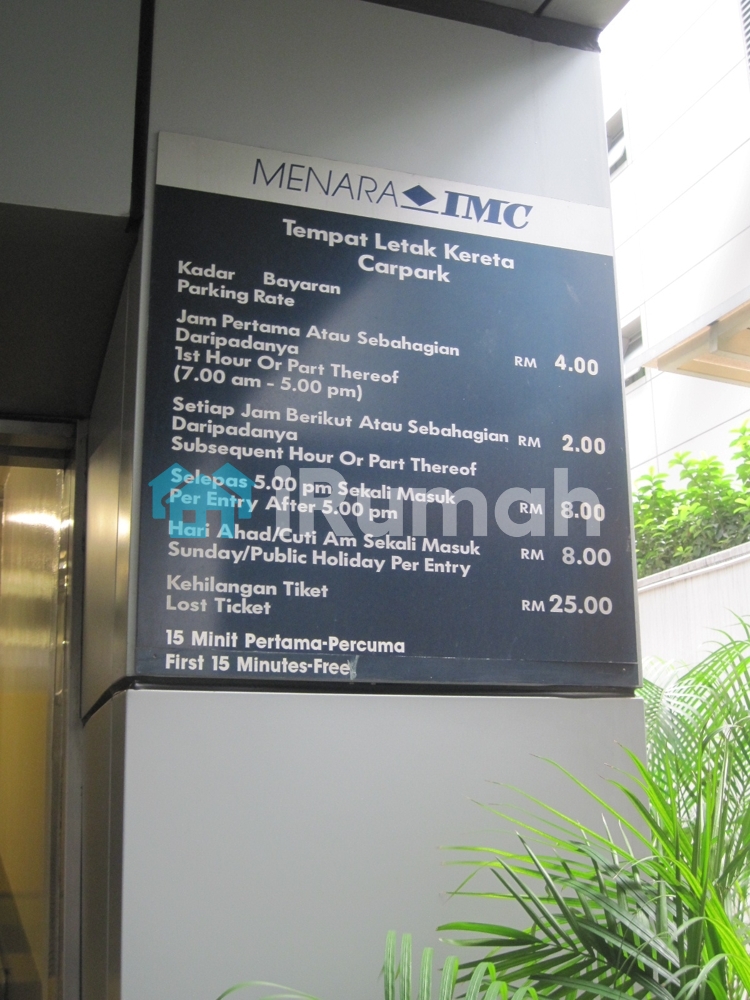 MENARA IMC
Tempat Letak Kereta
Carpark
Kadar Bayaran
Parking Rate
Jam Pertama Atau Sebahagian
Daripadanya
1st Hour Or Part Thereof RM 4.00
(7.00 am - 5.00 pm)
Setiap Jam Berikut Atau Sebahagian
Daripadanya RM 2.00
Subsequent Hour Or Part Thereof
Selepas 5.00 pm Sekali Masuk
Per Entry After 5.00 pm RM 8.00
Hari Ahad/Cuti Am Sekali Masuk
Sunday/Public Holiday Per Entry RM 8.00
Kehilangan Tiket
Lost Ticket RM 25.00
15 Minit Pertama-Percuma
First 15 Minutes-Free
iRumah